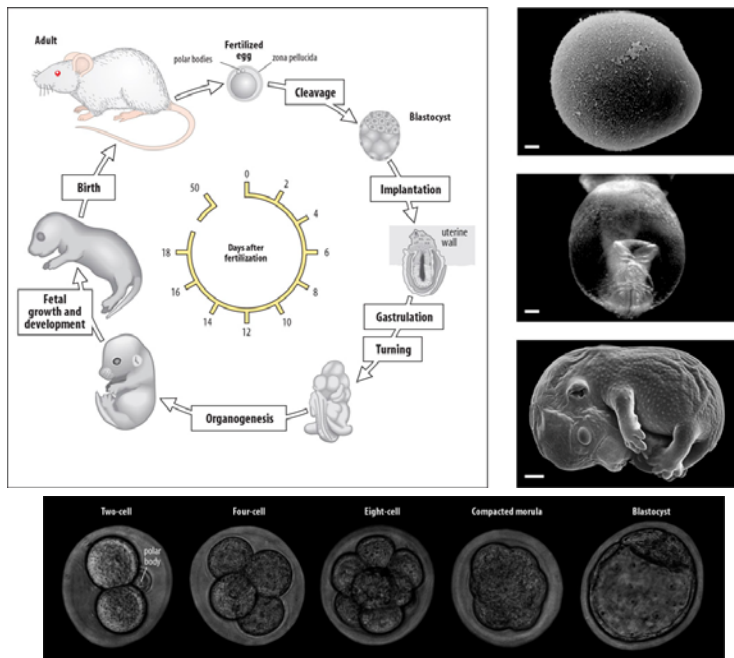 Adult
Fertilized
egg
polar bodies
zona pellucida
Cleavage
Blastocyst
Implantation
uterine
wall
Gastrulation
Turning
Organogenesis
Fetal
growth and
development
Birth
0
2
4
6
8
10
12
14
16
18
50
Days after
fertilization
Two-cell
Four-cell
Eight-cell
Compacted morula
Blastocyst
polar
body